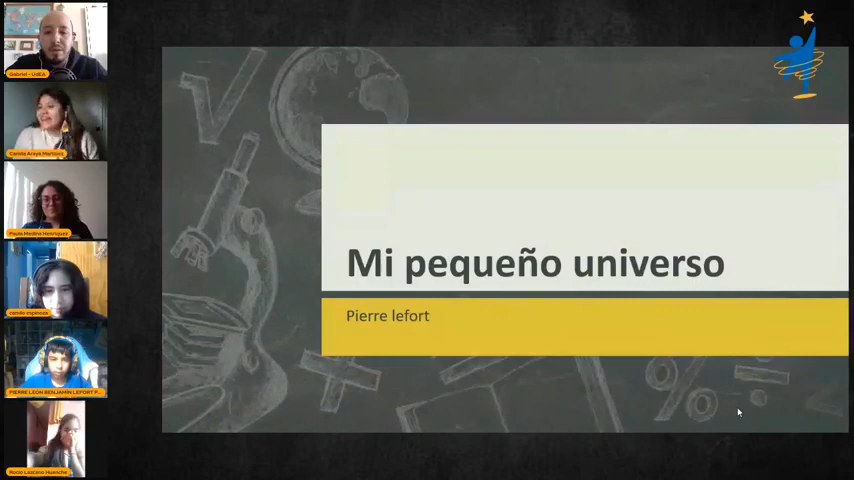 Gabriel - UdEA
Camila Araya Martinez
Paula Medina Henriquez
camilo espinoza
PIERRE LEON BENJAMIN LEFORT P...
Rocio Lazcano Huenche
Mi pequeño universo
Pierre lefort